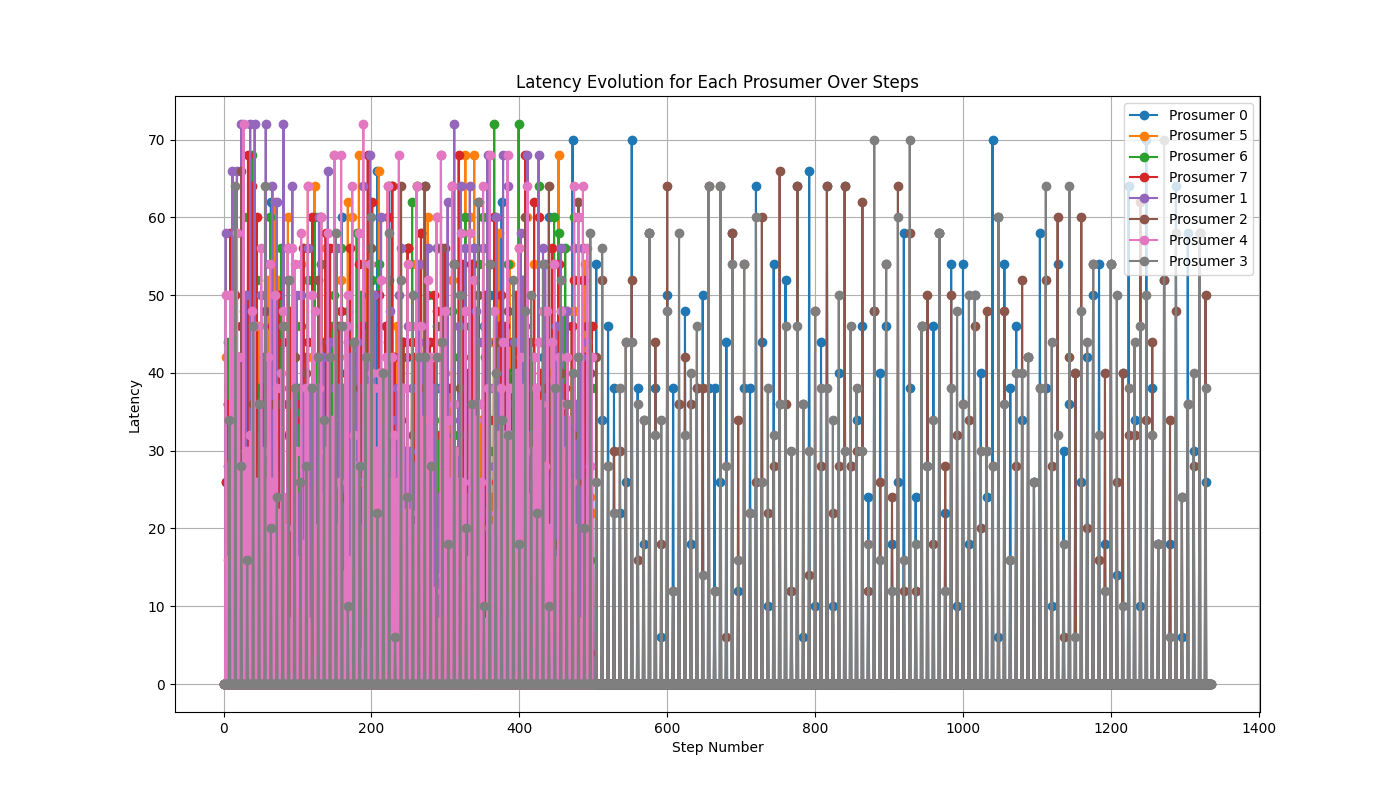 Latency Evolution for Each Prosumer Over Steps
Prosumer 0
Prosumer 5
Prosumer 6
Prosumer 7
Prosumer 1
Prosumer 2
Prosumer 4
Prosumer 3
70
60
50
40
30
20
10
0
Latency
0 200 400 600 800 1000 1200 1400
Step Number